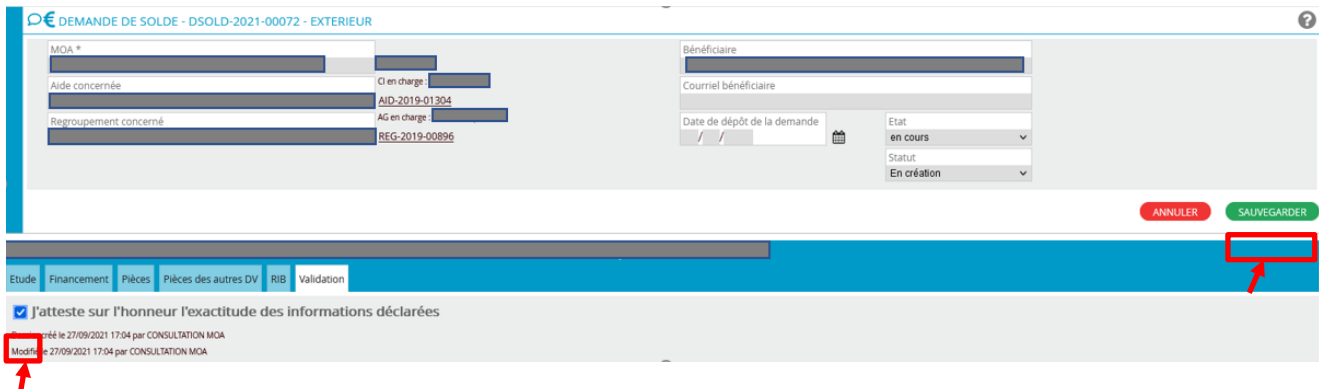 € DEMANDE DE SOLDE - DSOLD-2021-00072 - EXTERIEUR
MOA *
CI en charge :
Aide concernée
AID-2019-01304
AG en charge :
Regroupement concerné
REG-2019-00896
Bénéficiaire
Courriel bénéficiaire
Date de dépôt de la demande
/ /
Etat
en cours
Statut
En création
ANNULER SAUVEGARDER
Etude Financement Pièces Pièces des autres DV RIB Validation
J'atteste sur l'honneur l'exactitude des informations déclarées
créé le 27/09/2021 17:04 par CONSULTATION MOA
Modifié le 27/09/2021 17:04 par CONSULTATION MOA